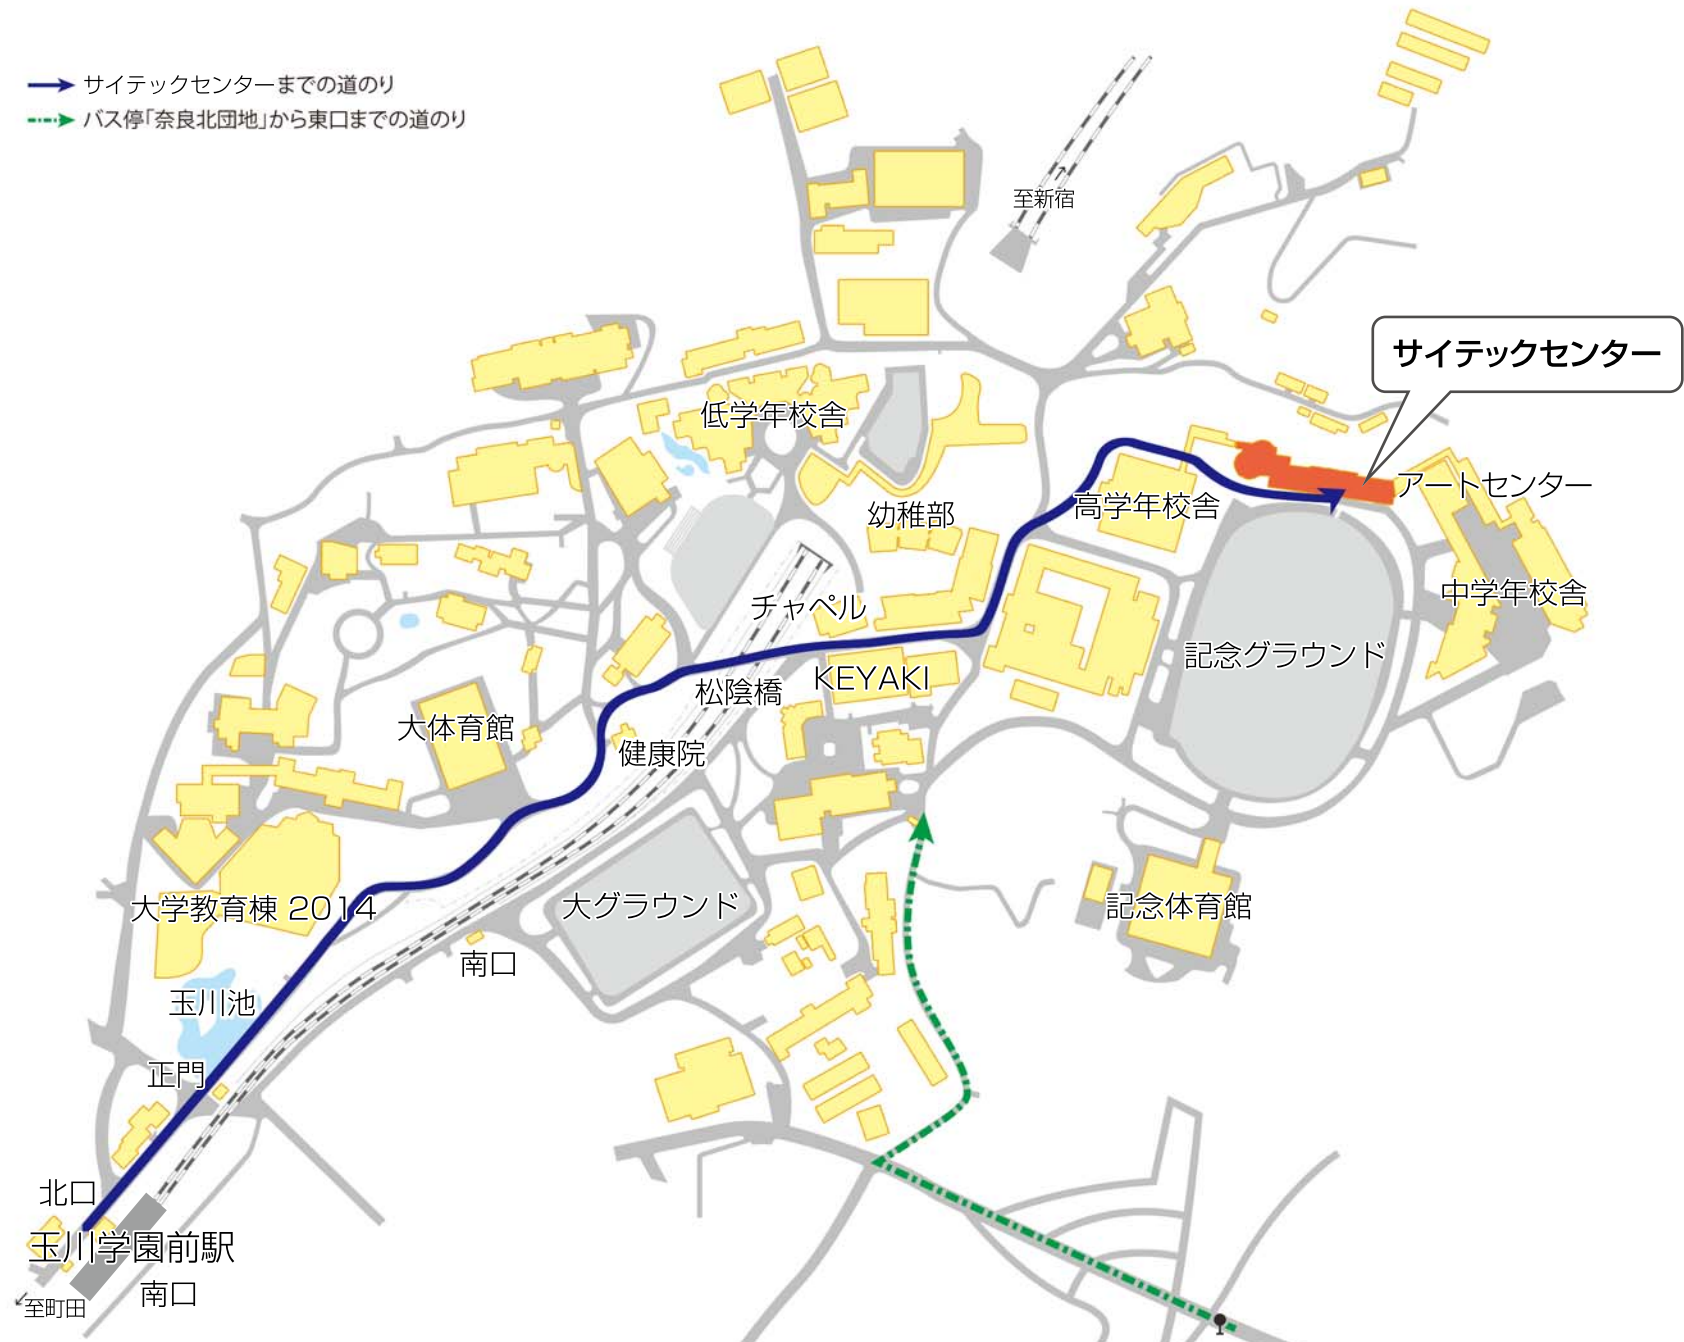 サイテックセンターまでの道のり
バス停「奈良北団地」から東口までの道のり
至新宿
サイテックセンター
低学年校舎
アートセンター
高学年校舎
幼稚部
中学年校舎
チャペル
記念グラウンド
KEYAKI
松陰橋
大体育館
健康院
大学教育棟 2014
大グラウンド
記念体育館
南口
玉川池
正門
北口
玉川学園前駅
南口
至町田